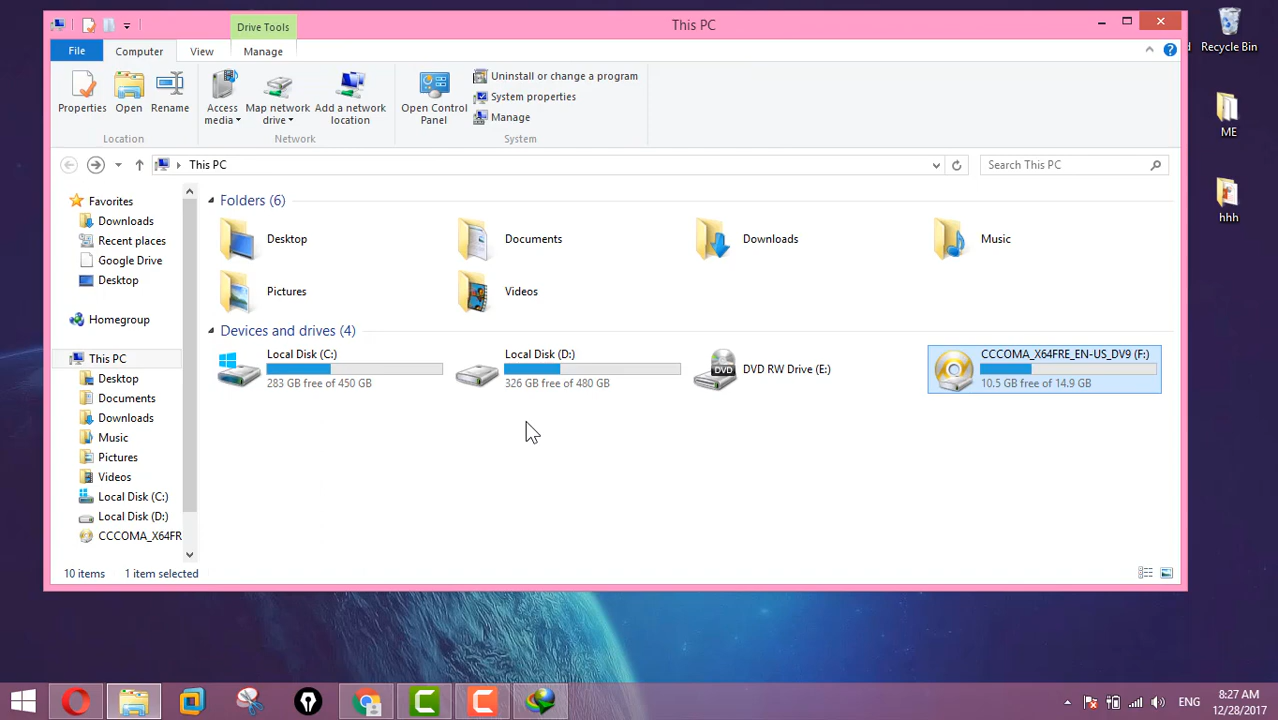 Drive Tools
This PC
File
Computer
View
Manage
Properties
Open
Rename
Access media
Map network drive
Add a network location
Open Control Panel
Uninstall or change a program
System properties
Manage
Location
Network
System
This PC
Search This PC
Favorites
Downloads
Recent places
Google Drive
Desktop
Homegroup
This PC
Desktop
Documents
Downloads
Music
Pictures
Videos
Local Disk (C:)
Local Disk (D:)
CCCOMA_X64FR
Folders (6)
Desktop
Documents
Downloads
Music
Pictures
Videos
Devices and drives (4)
Local Disk (C:)
283 GB free of 450 GB
Local Disk (D:)
326 GB free of 480 GB
DVD
DVD RW Drive (E:)
CCCOMA_X64FRE_EN-US_DV9 (F:)
10.5 GB free of 14.9 GB
10 items
1 item selected
Recycle Bin
ME
hhh
ENG
8:27 AM
12/28/2017